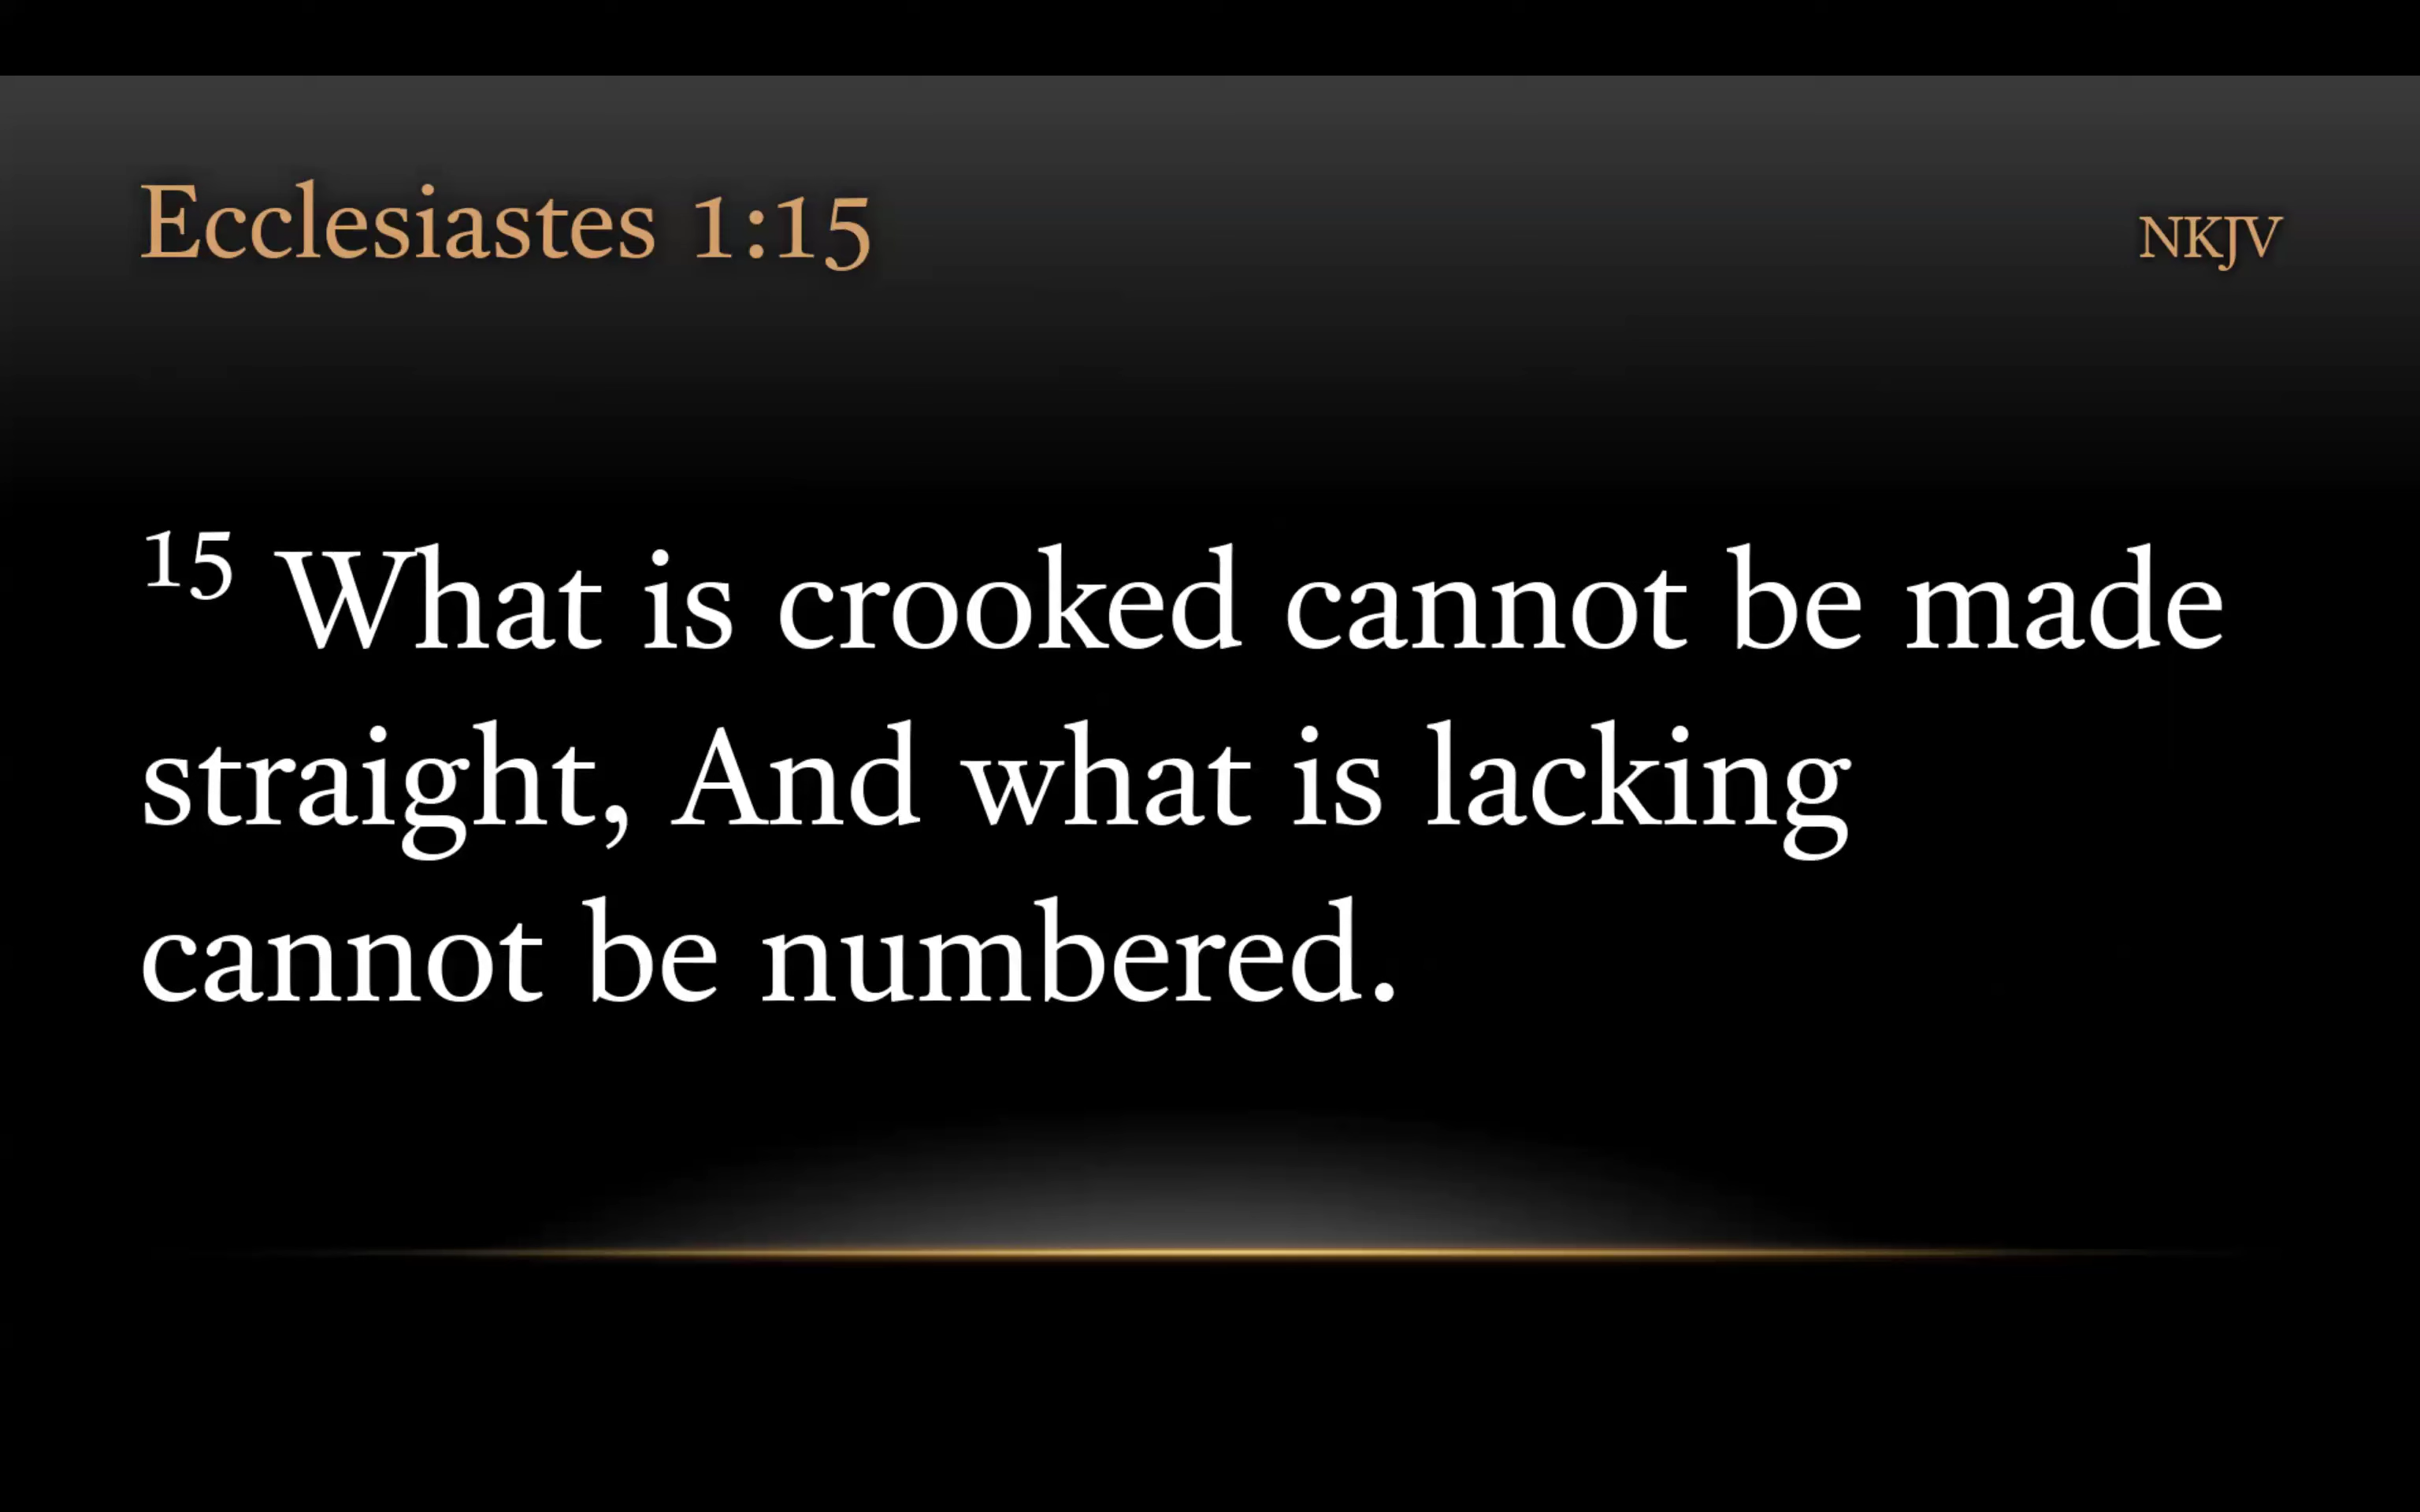 Ecclesiastes 1:15 NKJV
15 What is crooked cannot be made
straight, And what is lacking
cannot be numbered.